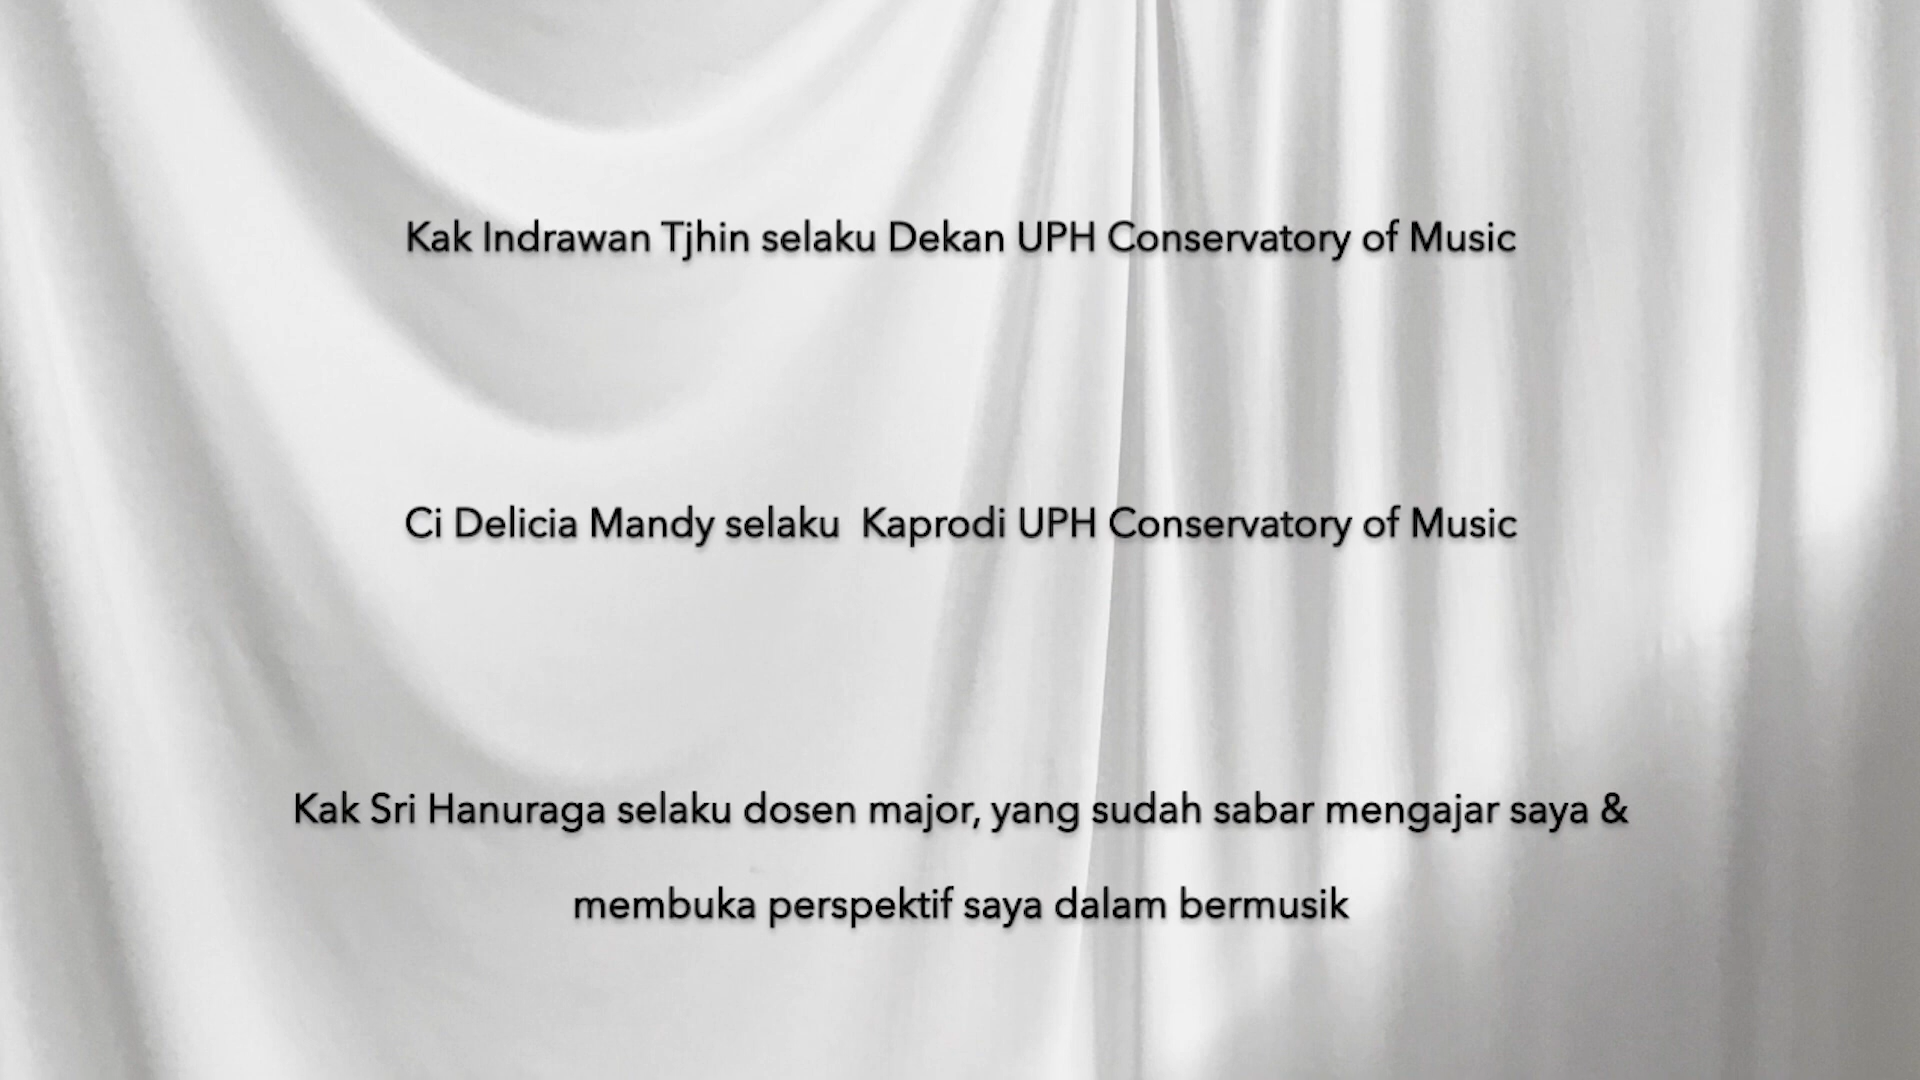 Kak Indrawan Tjhin selaku Dekan UPH Conservatory of Music
Ci Delicia Mandy selaku  Kaprodi UPH Conservatory of Music
Kak Sri Hanuraga selaku dosen major, yang sudah sabar mengajar saya &
membuka perspektif saya dalam bermusik